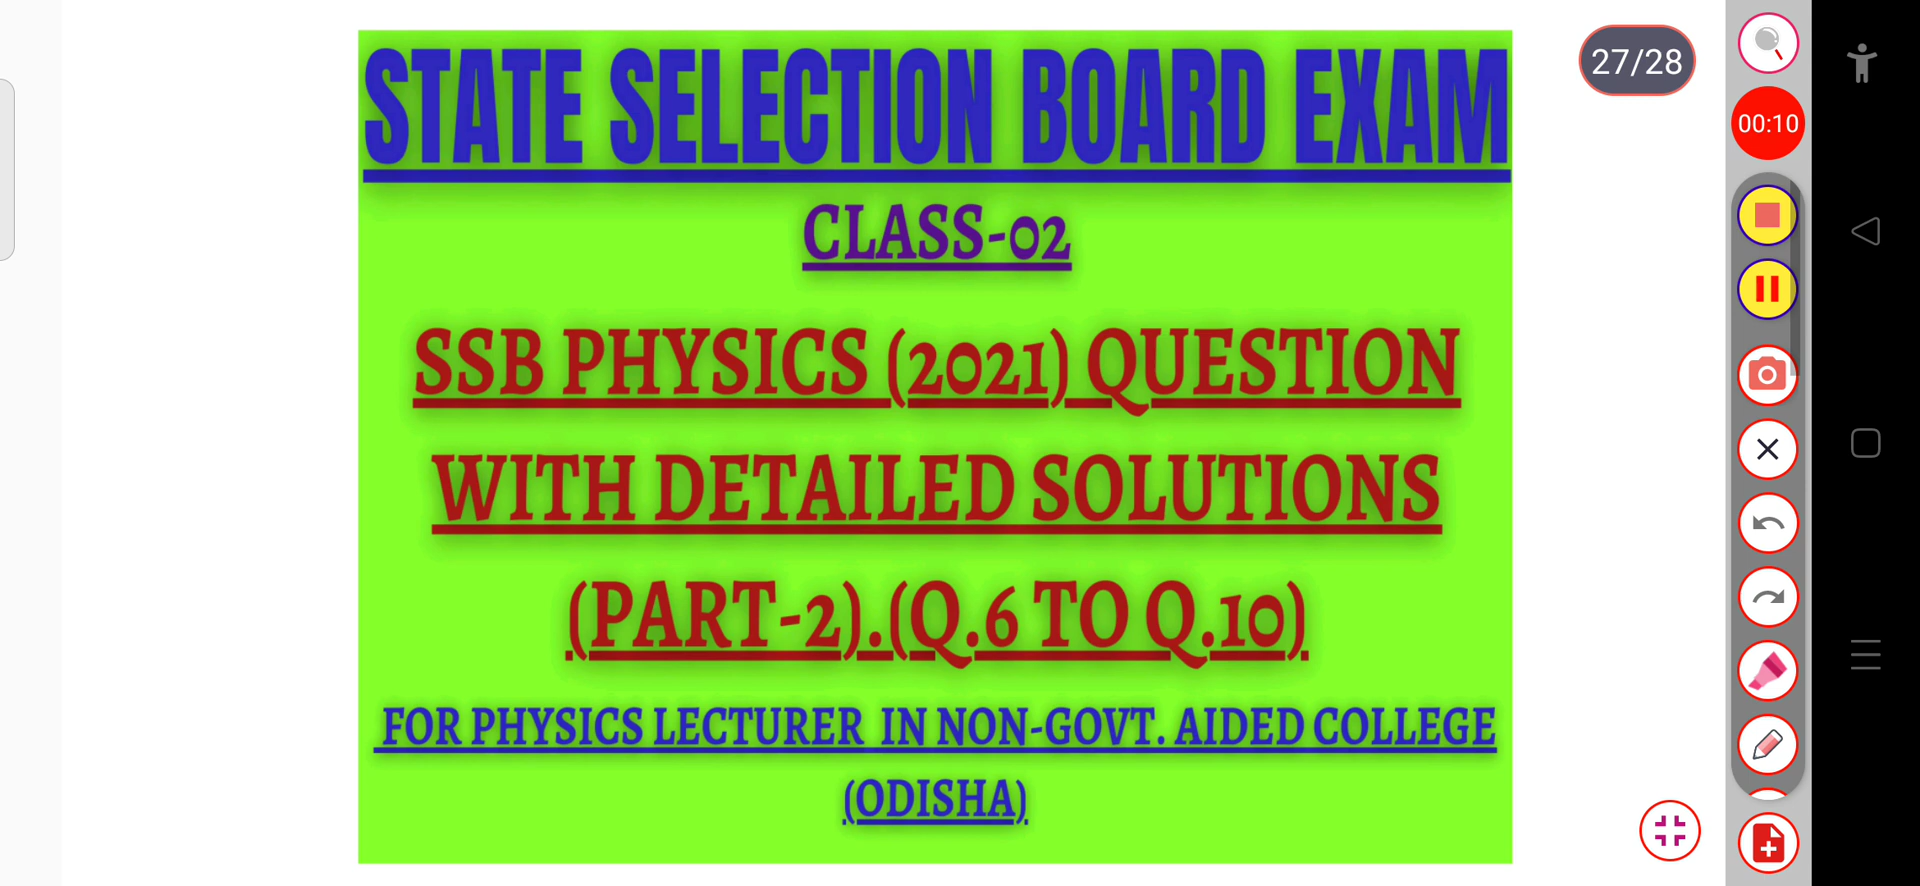 STATE SELECTION BOARD EXAM
27/28
00:10
CLASS-02
SSB PHYSICS (2021) QUESTION
WITH DETAILED SOLUTIONS
(PART-2).(Q.6 TO Q.10)
FOR PHYSICS LECTURER IN NON-GOVT. AIDED COLLEGE
(ODISHA)